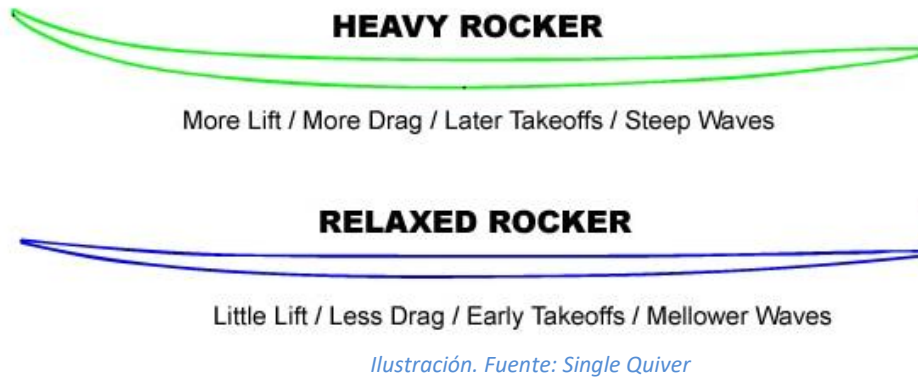 HEAVY ROCKER
More Lift / More Drag / Later Takeoffs / Steep Waves
RELAXED ROCKER
Little Lift / Less Drag / Early Takeoffs / Mellower Waves
Ilustración. Fuente: Single Quiver